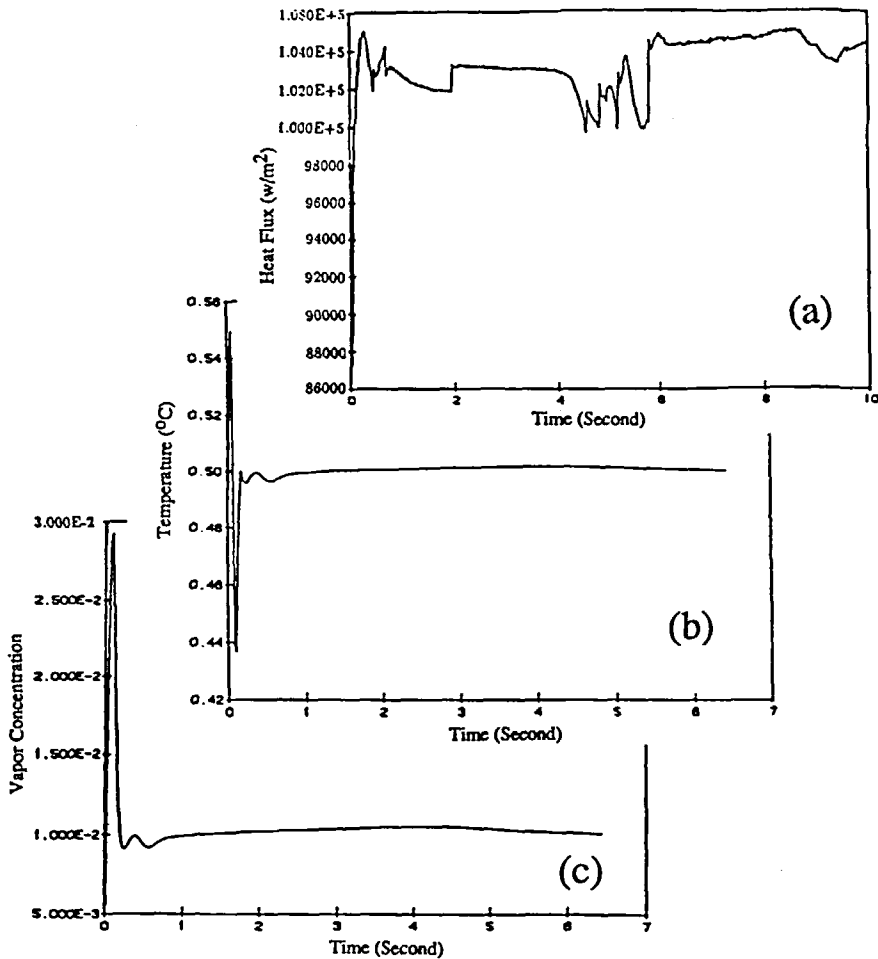 1.060E+5
1.040E+5
1.020E+5
1.000E+5
98000
96000
94000
92000
90000
88000
86000
Heat Flux (w/m²)
(a)
0 2 4 6 8 10
Time (Second)
0.56
0.54
0.52
0.50
0.48
0.46
0.44
0.42
Temperature (°C)
(b)
0 1 2 3 4 5 6 7
Time (Second)
3.000E-2
2.500E-2
2.000E-2
1.500E-2
1.000E-2
5.000E-3
Vapor Concentration
(c)
0 1 2 3 4 5 6 7
Time (Second)